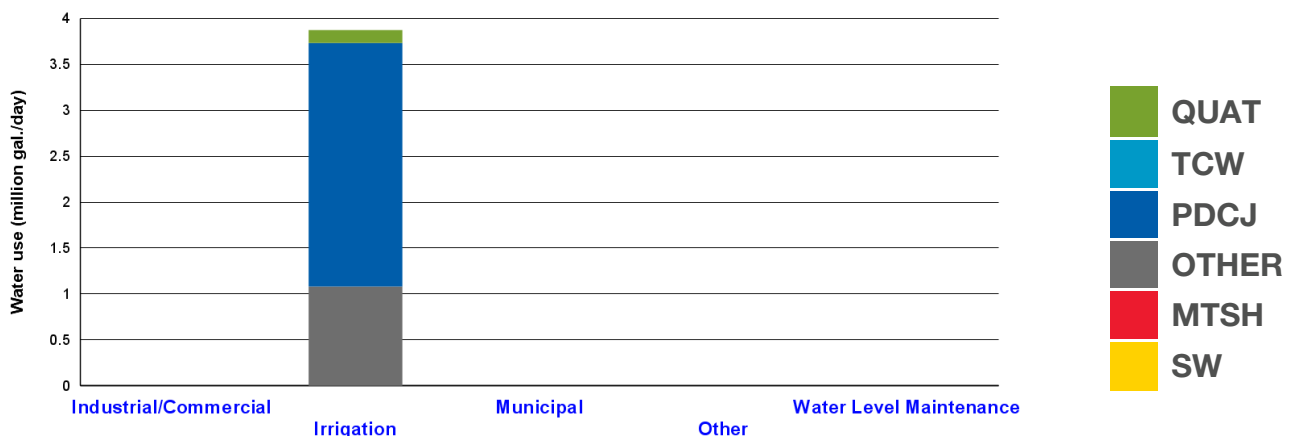 Water use (million gal./day)
4
3.5
3
2.5
2
1.5
1
0.5
0
Industrial/Commercial
Irrigation
Municipal
Other
Water Level Maintenance
QUAT
TCW
PDCJ
OTHER
MTSH
SW